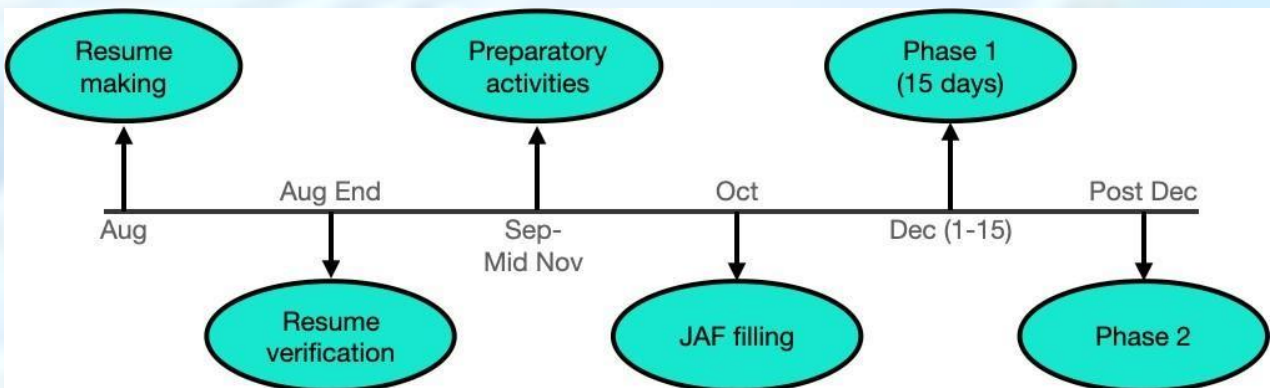 Resume
making
Preparatory
activities
Phase 1
(15 days)
Aug End
Oct
Post Dec
Aug
Sep-
Mid Nov
Dec (1-15)
Resume
verification
JAF filling
Phase 2